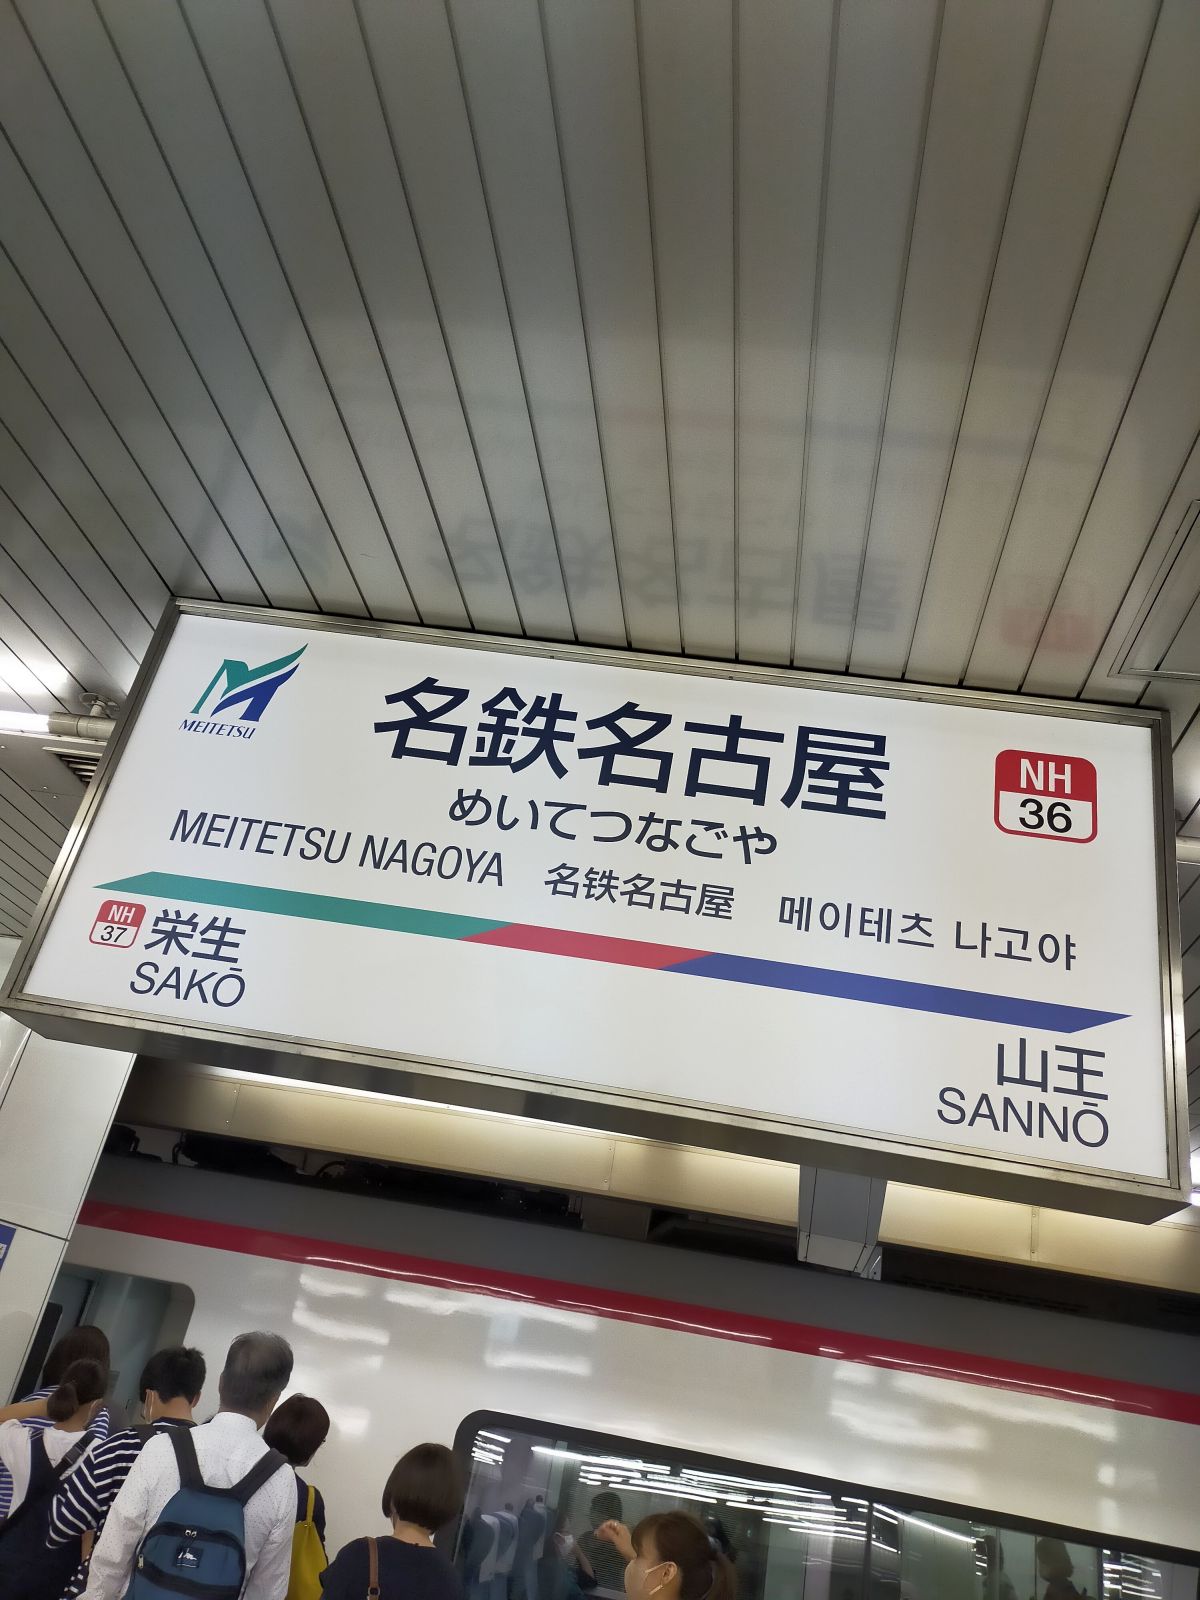 MEITETSU
名鉄名古屋
NH
36
めいてつなごや
MEITETSU NAGOYA 名铁名古屋 메이테츠 나고야
NH
37
栄生
SAKŌ
山王
SANNŌ